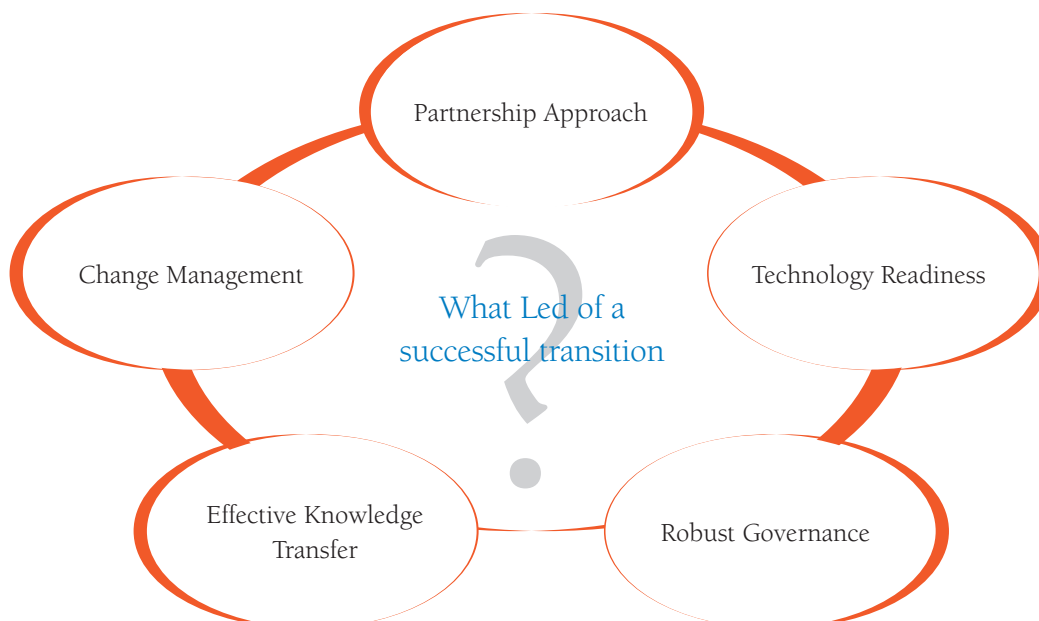 Partnership Approach
Change Management
Technology Readiness
What Led of a
successful transition
?
Effective Knowledge
Transfer
Robust Governance